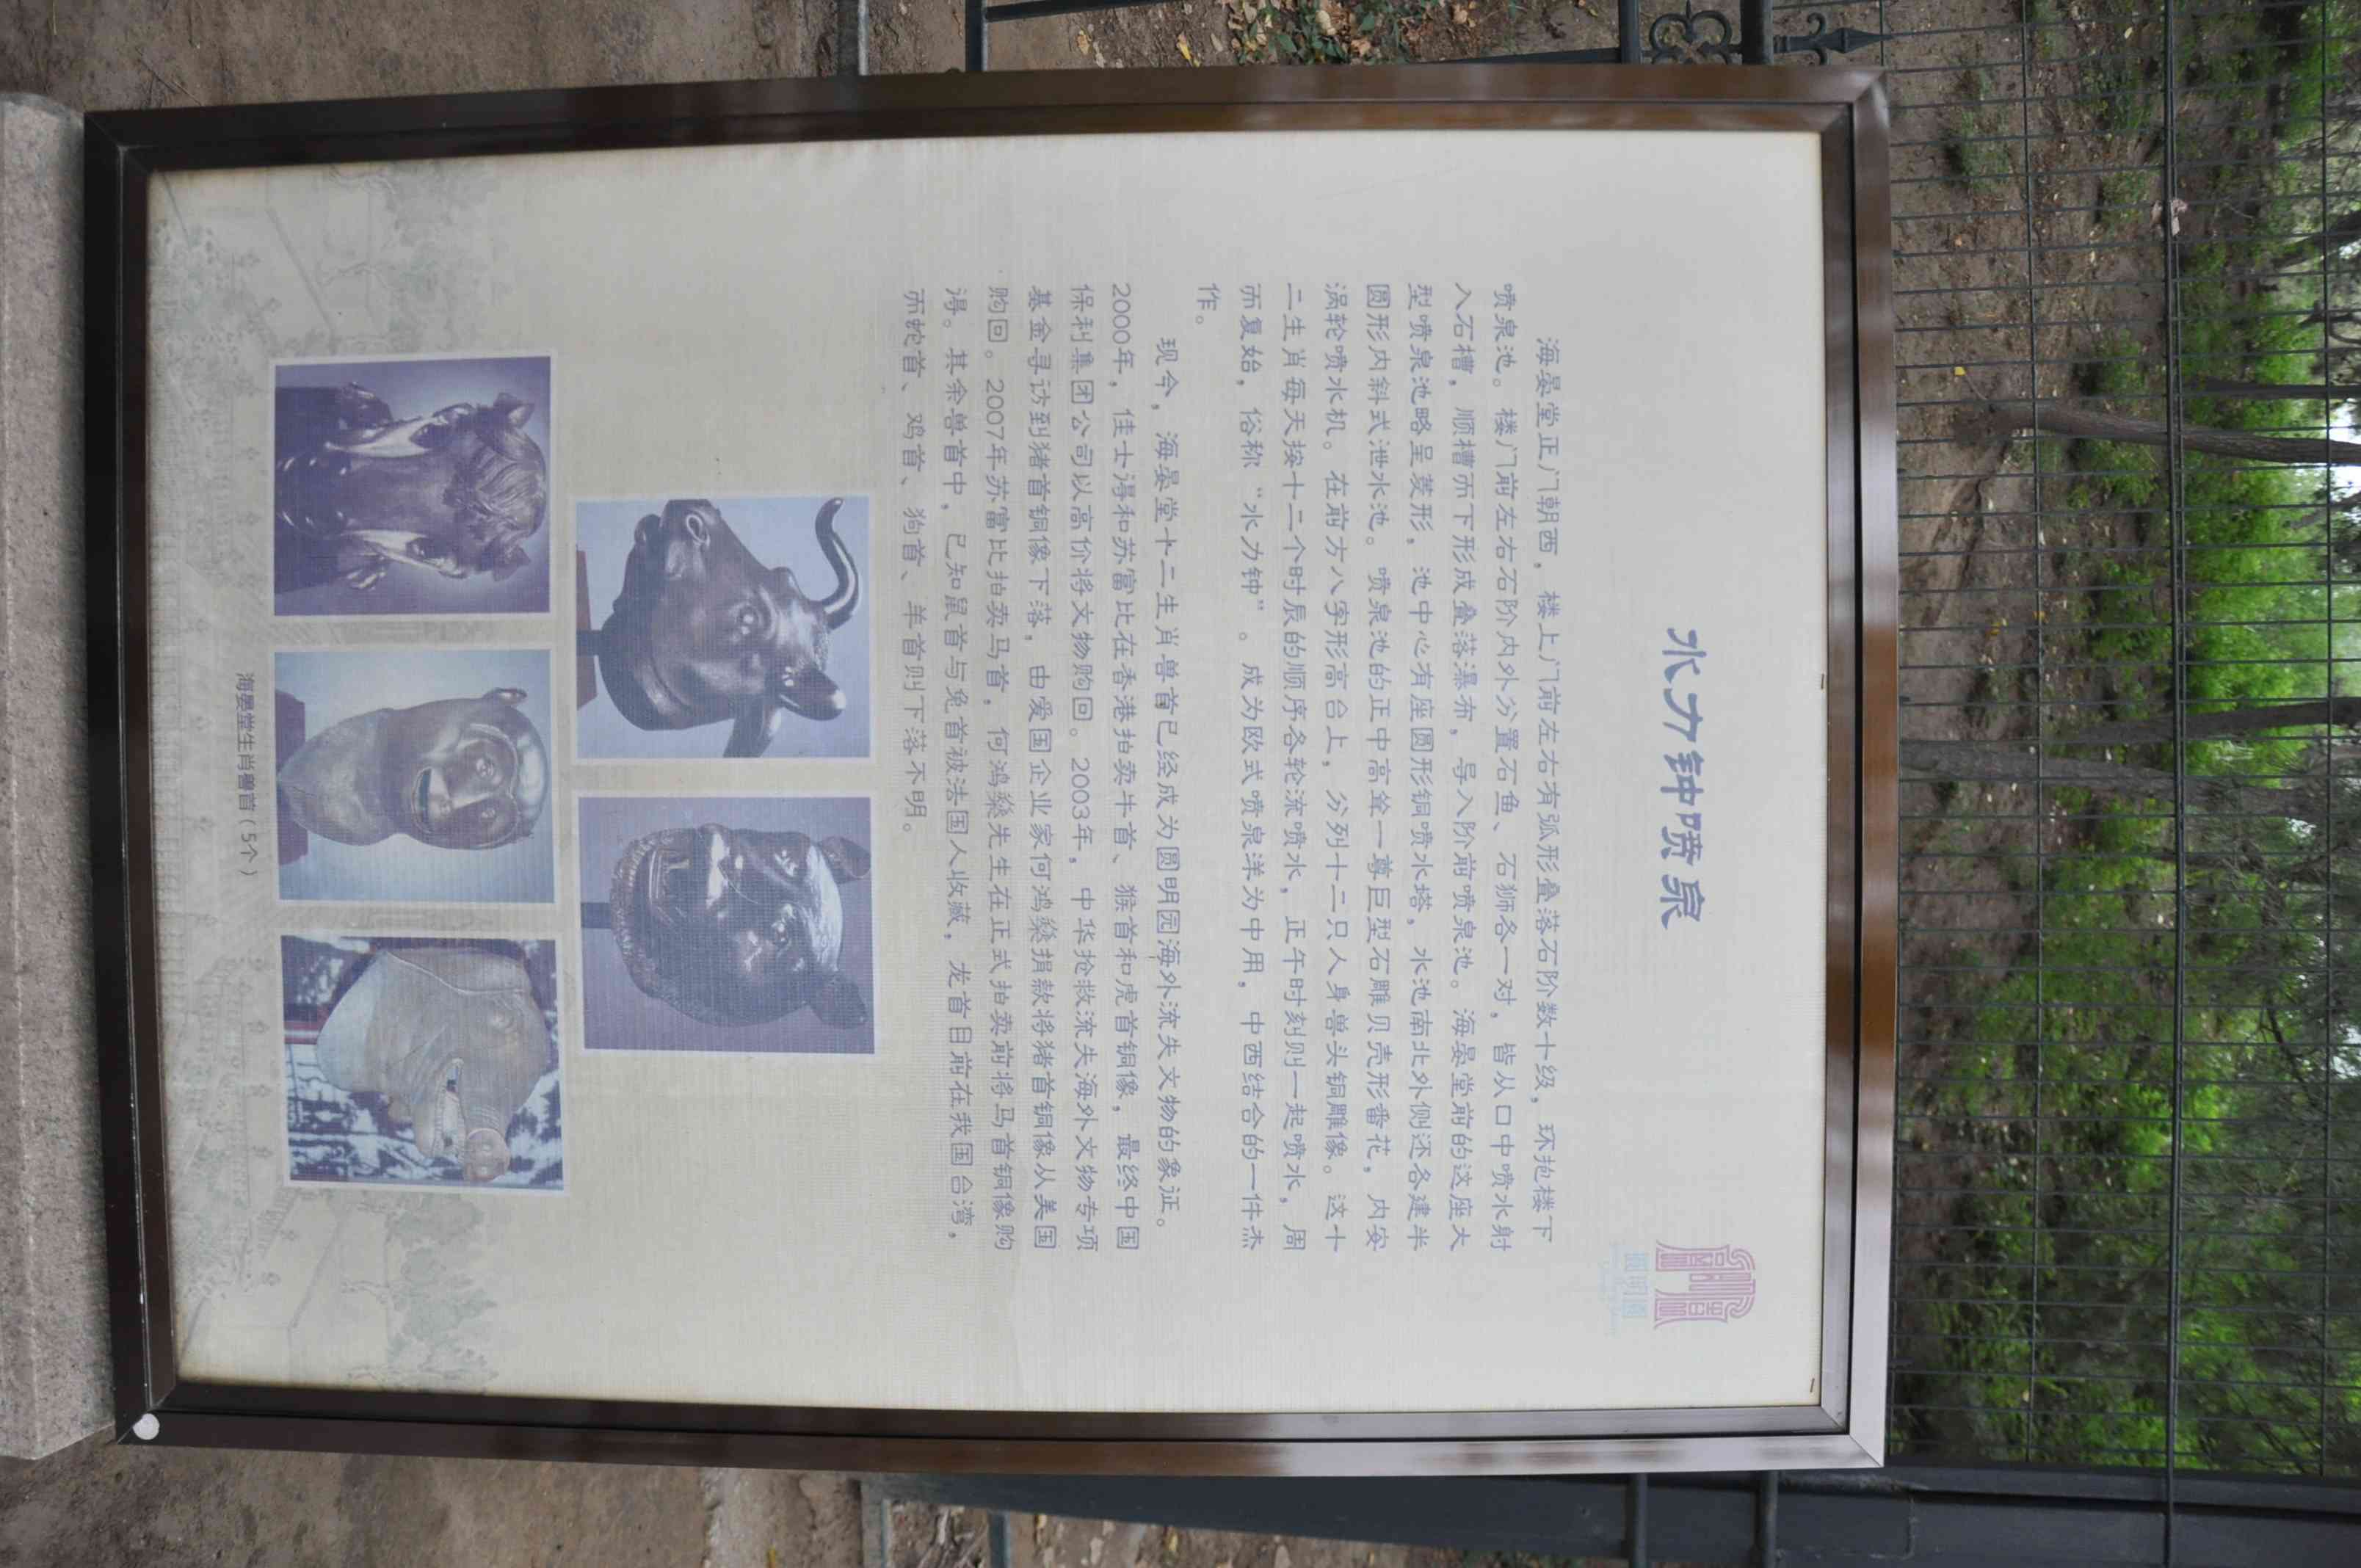 水力钟喷泉
圆明園
海晏堂正门朝西，楼上门前左右有弧形叠落石阶数十级，环抱楼下
喷泉池。楼门前左右石阶内外分置石鱼、石狮各一对，皆从口中喷水射
入石槽，顺槽而下形成叠落瀑布，导入阶前喷泉池。海晏堂前的这座大
型喷泉池略呈菱形，池中心有座圆形铜喷水塔，水池南北外侧还各建半
圆形内斜式泄水池。喷泉池的正中高耸一尊巨型石雕贝壳形番花，内安
涡轮喷水机。在前方八字形高台上，分列十二只人身兽头铜雕像。这十
二生肖每天按十二个时辰的顺序各轮流喷水，正午时刻则一起喷水，周
而复始，俗称“水力钟”。成为欧式喷泉洋为中用，中西结合的一件杰
作。
现今，海晏堂十二生肖兽首已经成为圆明园海外流失文物的象征。
2000年，佳士得和苏富比在香港拍卖牛首、猴首和虎首铜像，最终中国
保利集团公司以高价将文物购回。2003年，中华抢救流失海外文物专项
基金寻访到猪首铜像下落，由爱国企业家何鸿燊捐款将猪首铜像从美国
购回。2007年苏富比拍卖马首，何鸿燊先生在正式拍卖前将马首铜像购
得。其余兽首中，已知鼠首与兔首被法国人收藏，龙首目前在我国台湾，
而蛇首、鸡首、狗首、羊首则下落不明。
海晏堂生肖兽首（5个）